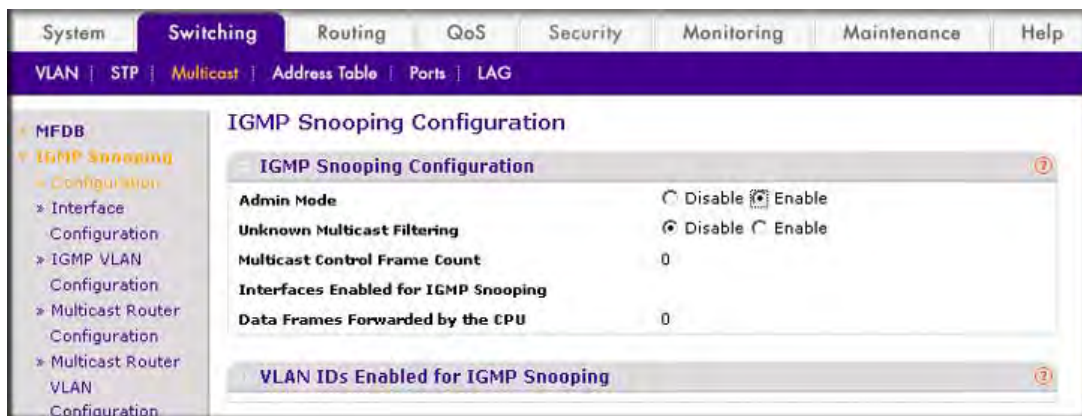 System Switching Routing QoS Security Monitoring Maintenance Help
VLAN | STP | Multicast | Address Table | Ports | LAG
MFDB
IGMP Snooping
» Configuration
» Interface
Configuration
» IGMP VLAN
Configuration
» Multicast Router
Configuration
» Multicast Router
VLAN
Configuration
IGMP Snooping Configuration
IGMP Snooping Configuration ?
Admin Mode Disable Enable
Unknown Multicast Filtering Disable Enable
Multicast Control Frame Count 0
Interfaces Enabled for IGMP Snooping
Data Frames Forwarded by the CPU 0
VLAN IDs Enabled for IGMP Snooping ?